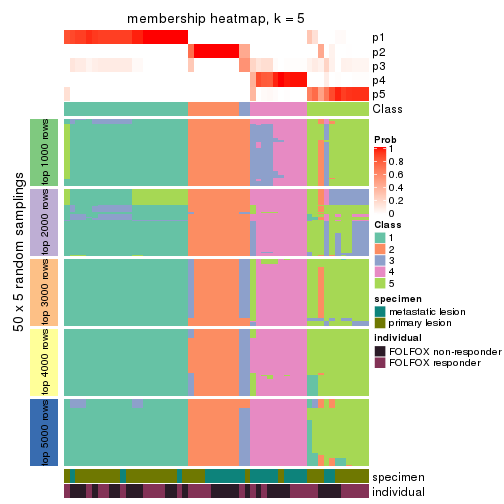 membership heatmap, k = 5
p1
p2
p3
p4
p5
Class
50 x 5 random samplings
top 1000 rows
top 2000 rows
top 3000 rows
top 4000 rows
top 5000 rows
specimen
individual
Prob
1
0.8
0.6
0.4
0.2
0
Class
1
2
3
4
5
specimen
metastatic lesion
primary lesion
individual
FOLFOX non-responder
FOLFOX responder